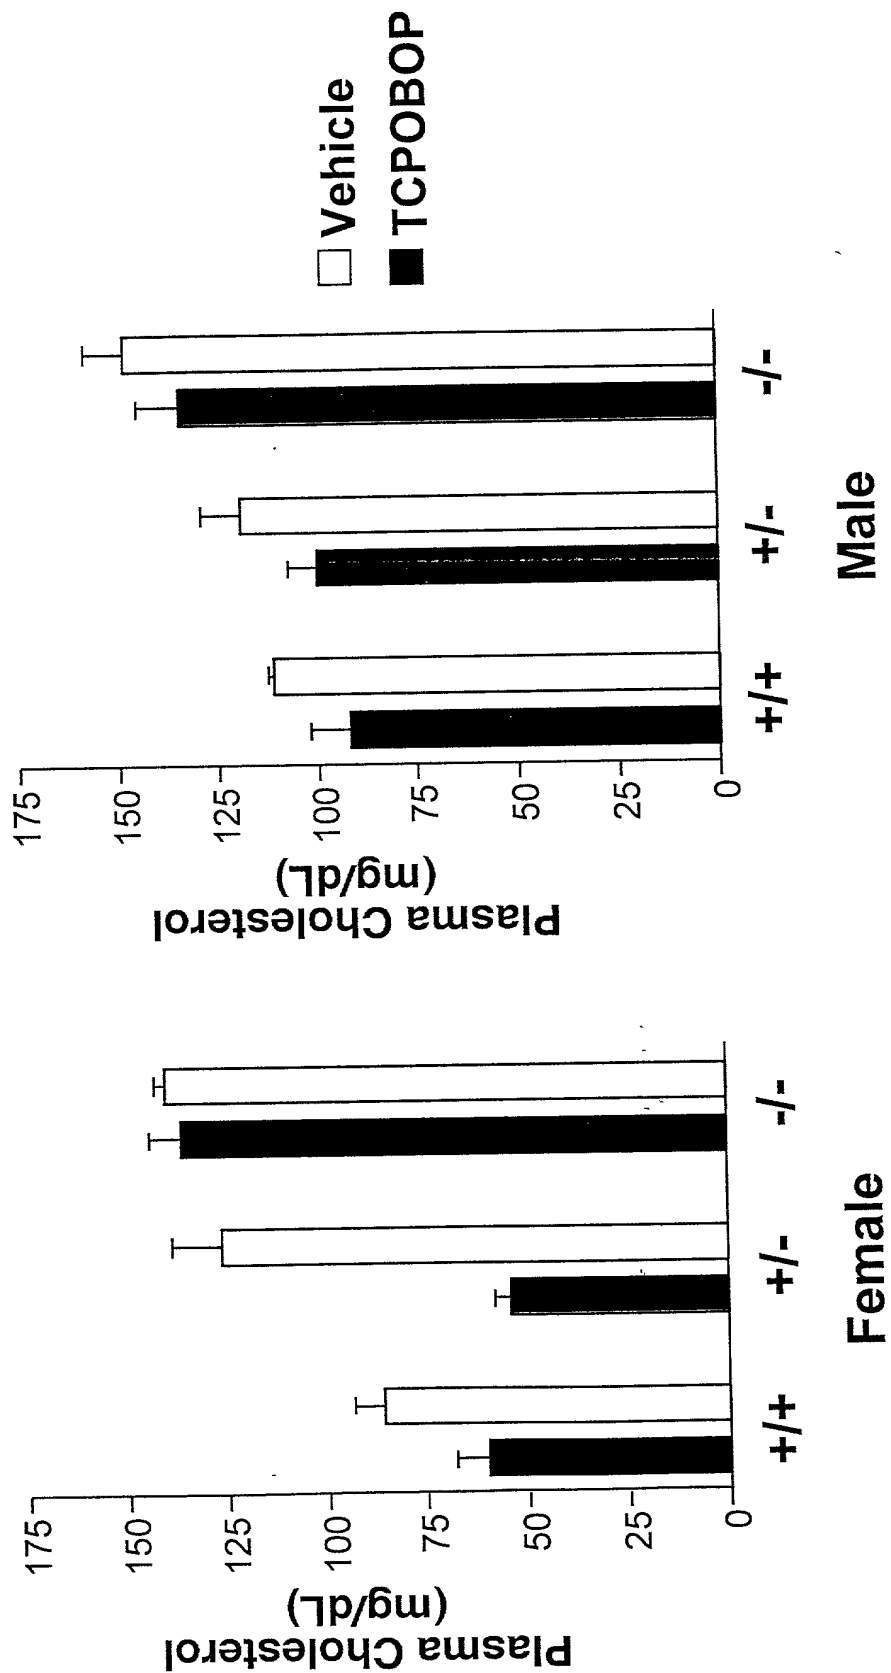 Plasma Cholesterol
(mg/dL)
175
150
125
100
75
50
25
0
+/+
+/-
-/-
Female
Plasma Cholesterol
(mg/dL)
175
150
125
100
75
50
25
0
+/+
+/-
-/-
Male
Vehicle
TCPOBOP